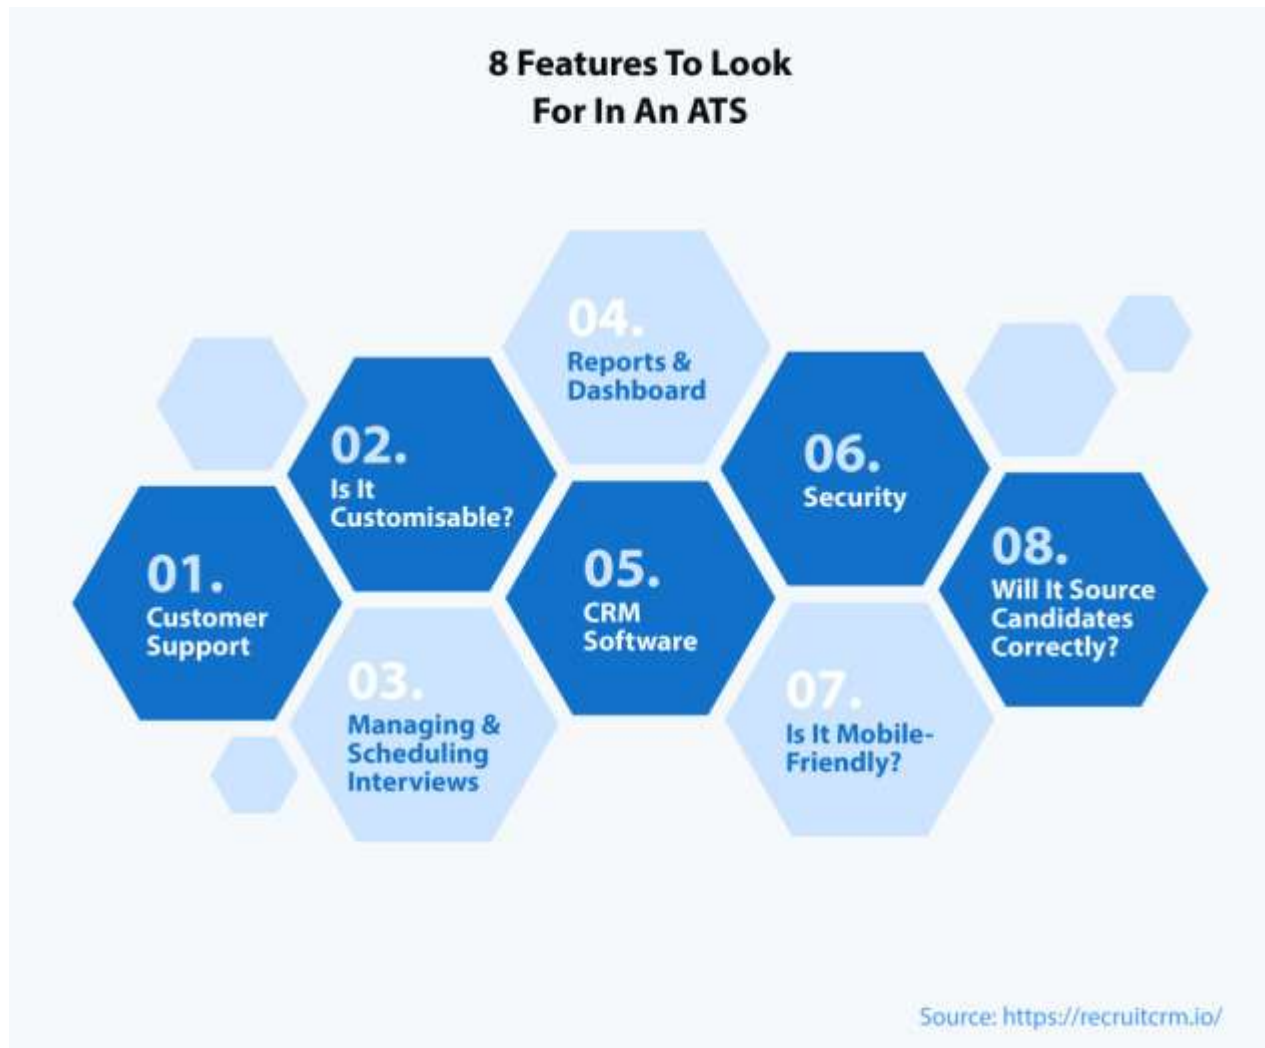 8 Features To Look
For In An ATS
01.
Customer
Support
02.
Is It
Customisable?
03.
Managing &
Scheduling
Interviews
04.
Reports &
Dashboard
05.
CRM
Software
06.
Security
07.
Is It Mobile-
Friendly?
08.
Will It Source
Candidates
Correctly?
Source: https://recruitcrm.io/